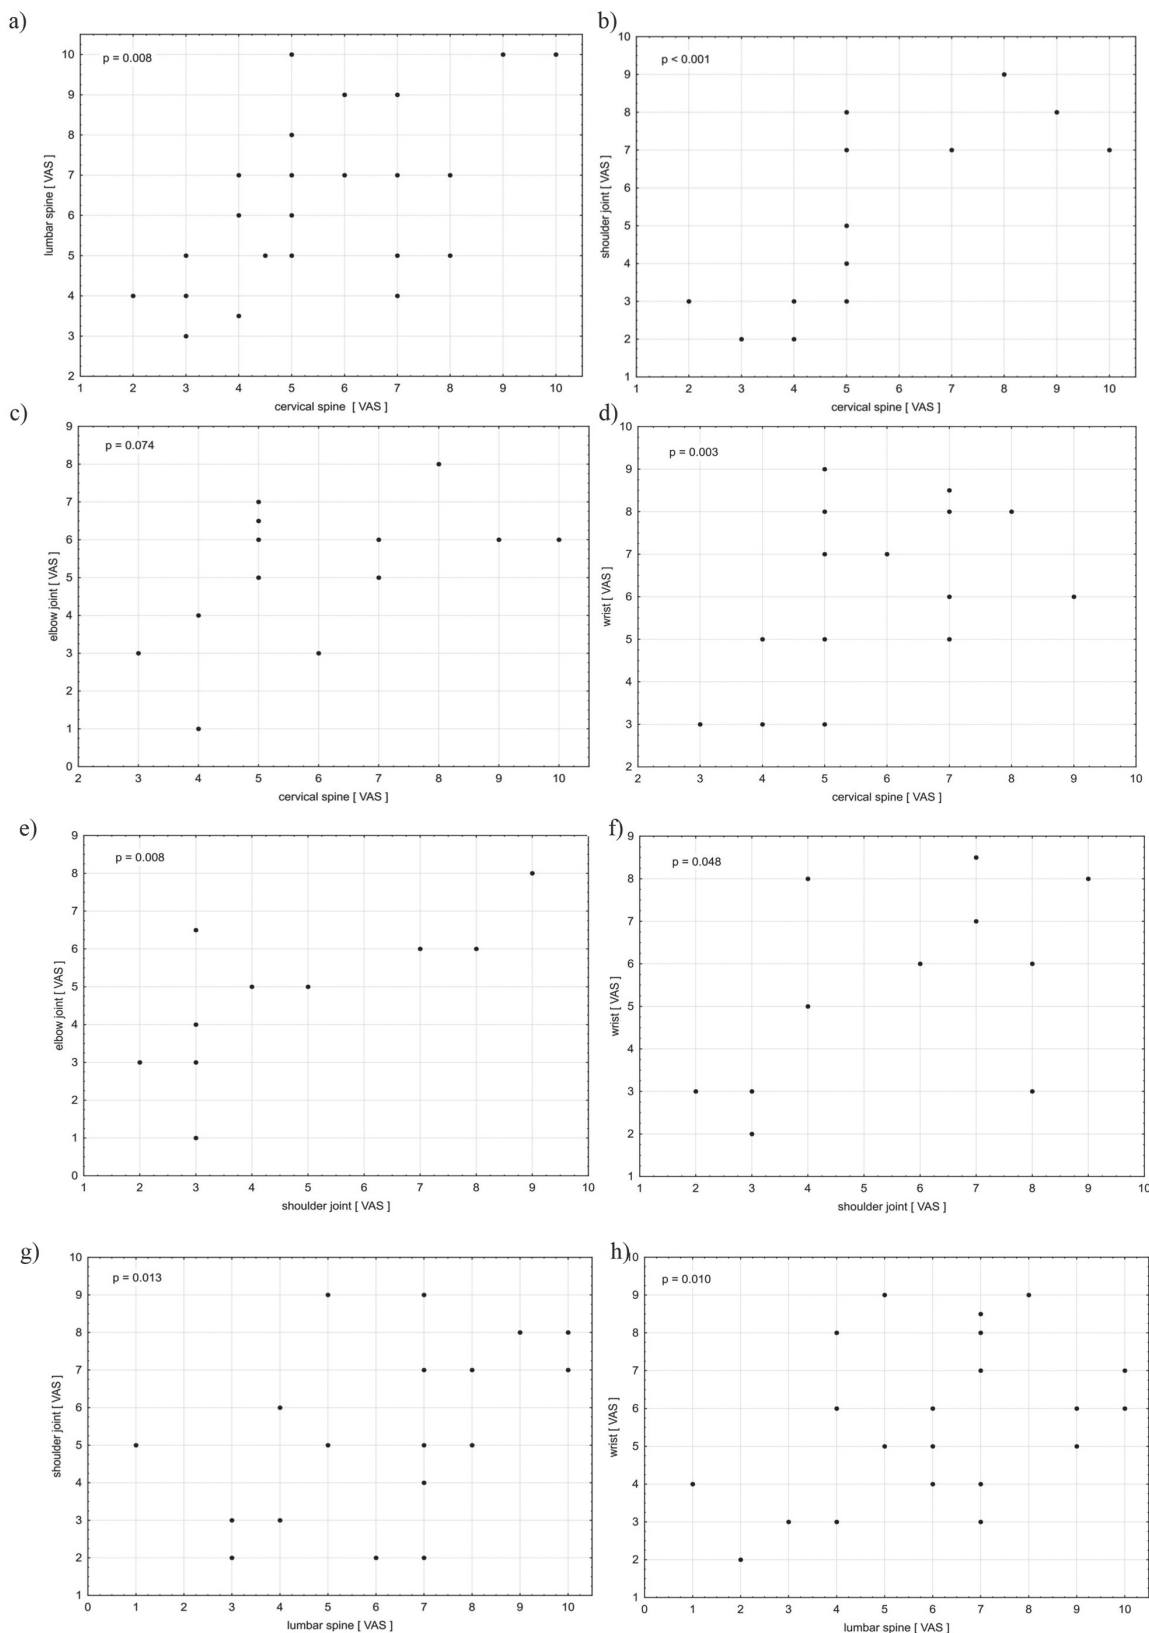 a)
p = 0.008
10
9
8
7
6
5
4
3
2
lumbar spine [ VAS ]
1 2 3 4 5 6 7 8 9 10
cervical spine [ VAS ]
b)
p < 0.001
10
9
8
7
6
5
4
3
2
1
shoulder joint [ VAS ]
1 2 3 4 5 6 7 8 9 10
cervical spine [ VAS ]
c)
p = 0.074
9
8
7
6
5
4
3
2
1
0
elbow joint [ VAS ]
2 3 4 5 6 7 8 9 10
cervical spine [ VAS ]
d)
p = 0.003
10
9
8
7
6
5
4
3
2
wrist [ VAS ]
2 3 4 5 6 7 8 9 10
cervical spine [ VAS ]
e)
p = 0.008
9
8
7
6
5
4
3
2
1
0
elbow joint [ VAS ]
1 2 3 4 5 6 7 8 9 10
shoulder joint [ VAS ]
f)
p = 0.048
9
8
7
6
5
4
3
2
1
wrist [ VAS ]
1 2 3 4 5 6 7 8 9 10
shoulder joint [ VAS ]
g)
p = 0.013
10
9
8
7
6
5
4
3
2
1
shoulder joint [ VAS ]
0 1 2 3 4 5 6 7 8 9 10
lumbar spine [ VAS ]
h)
p = 0.010
10
9
8
7
6
5
4
3
2
1
wrist [ VAS ]
0 1 2 3 4 5 6 7 8 9 10
lumbar spine [ VAS ]